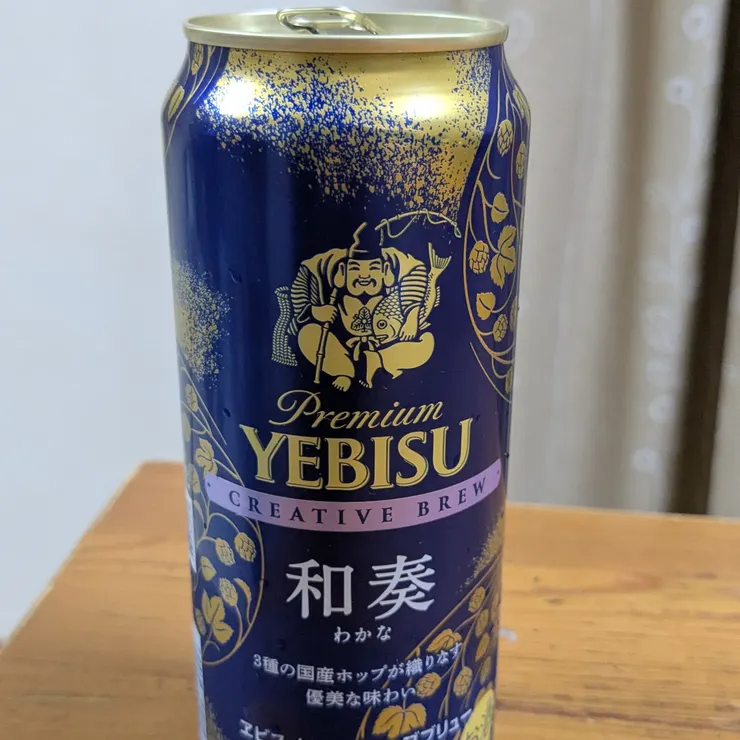 Premium
YEBISU
CREATIVE BREW
和奏
わかな
3種の国産ホップが織りなす
優美な味わい